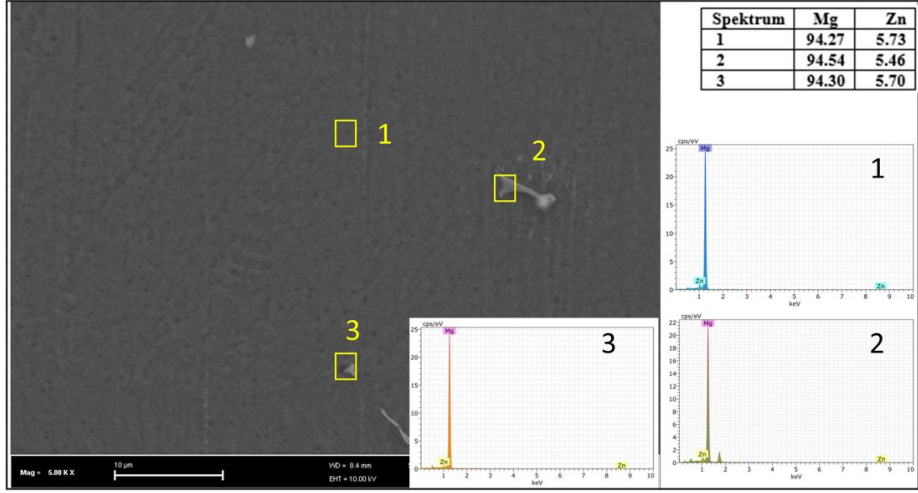 Spektrum Mg Zn
1 94.27 5.73
2 94.54 5.46
3 94.30 5.70
1
2
3
cps/eV
25
20
15
10
5
0
Mg
Zn
Zn
1
1 2 3 4 5 6 7 8 9 10
keV
cps/eV
25
20
15
10
5
0
Mg
Zn
Zn
3
1 2 3 4 5 6 7 8 9 10
keV
cps/eV
22
20
18
16
14
12
10
8
6
4
2
0
Mg
Zn
Zn
2
1 2 3 4 5 6 7 8 9 10
keV
Mag = 5.00 K X
10 µm
WD = 8.4 mm
EHT = 10.00 kV